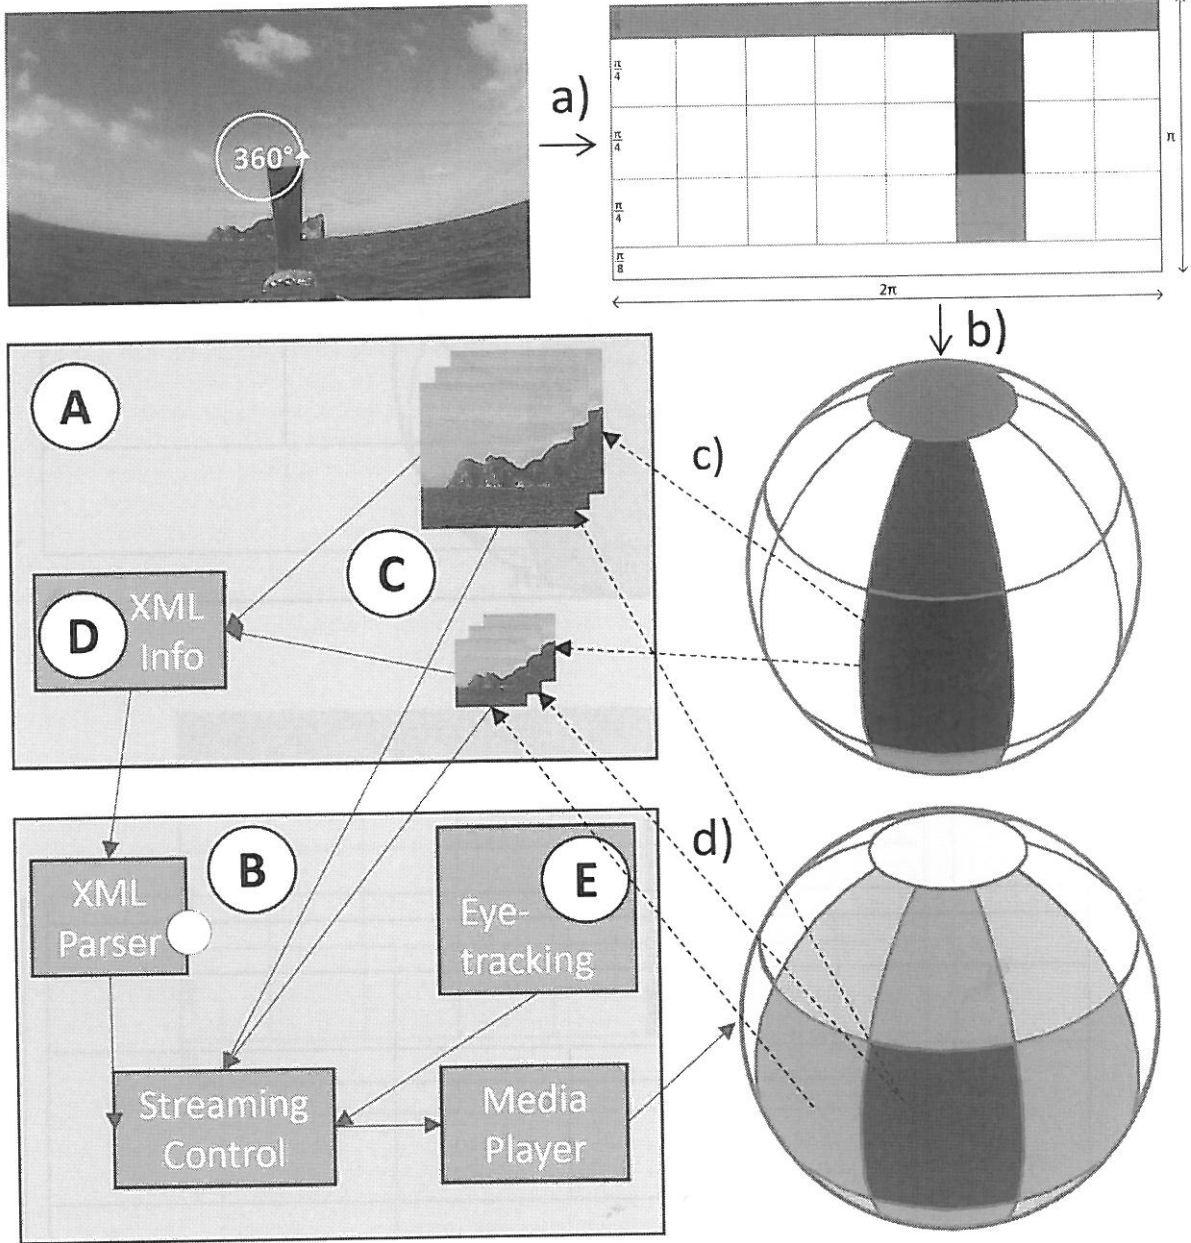 360°
a)
π
4
π
4
π
4
π
8
π
2π
b)
A
c)
C
D
XML
Info
d)
B
E
XML
Parser
Eye-
tracking
Streaming
Control
Media
Player